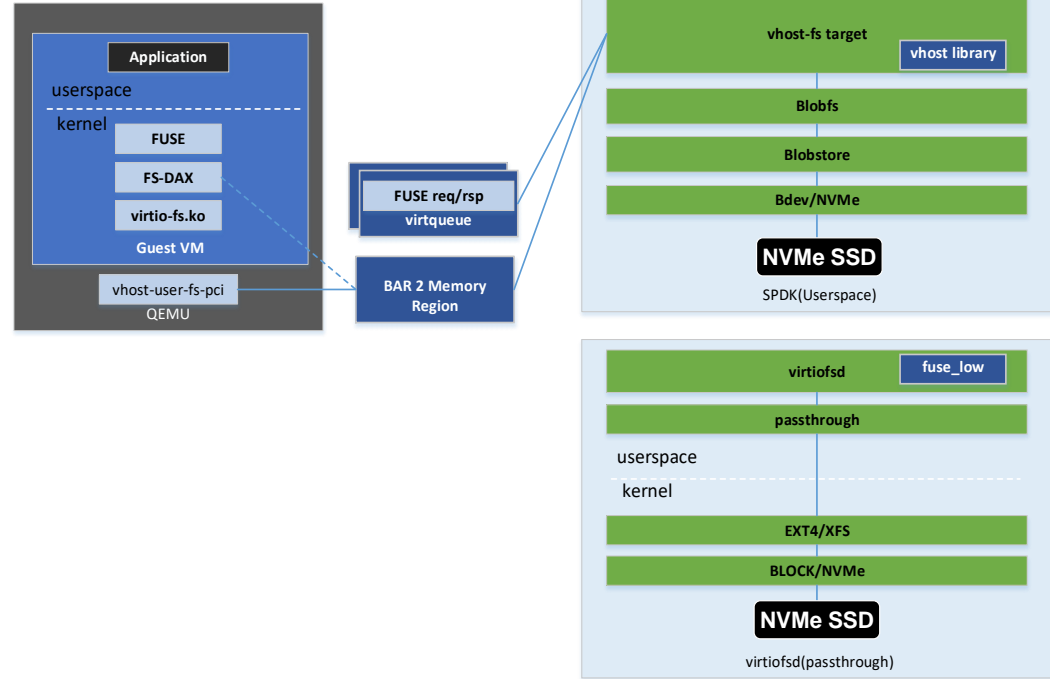 Application
userspace
kernel
FUSE
FS-DAX
virtio-fs.ko
Guest VM
vhost-user-fs-pci
QEMU
FUSE req/rsp
virtqueue
BAR 2 Memory
Region
vhost-fs target
vhost library
Blobfs
Blobstore
Bdev/NVMe
NVMe SSD
SPDK(Userspace)
virtiofsd
fuse_low
passthrough
userspace
kernel
EXT4/XFS
BLOCK/NVMe
NVMe SSD
virtiofsd(passthrough)